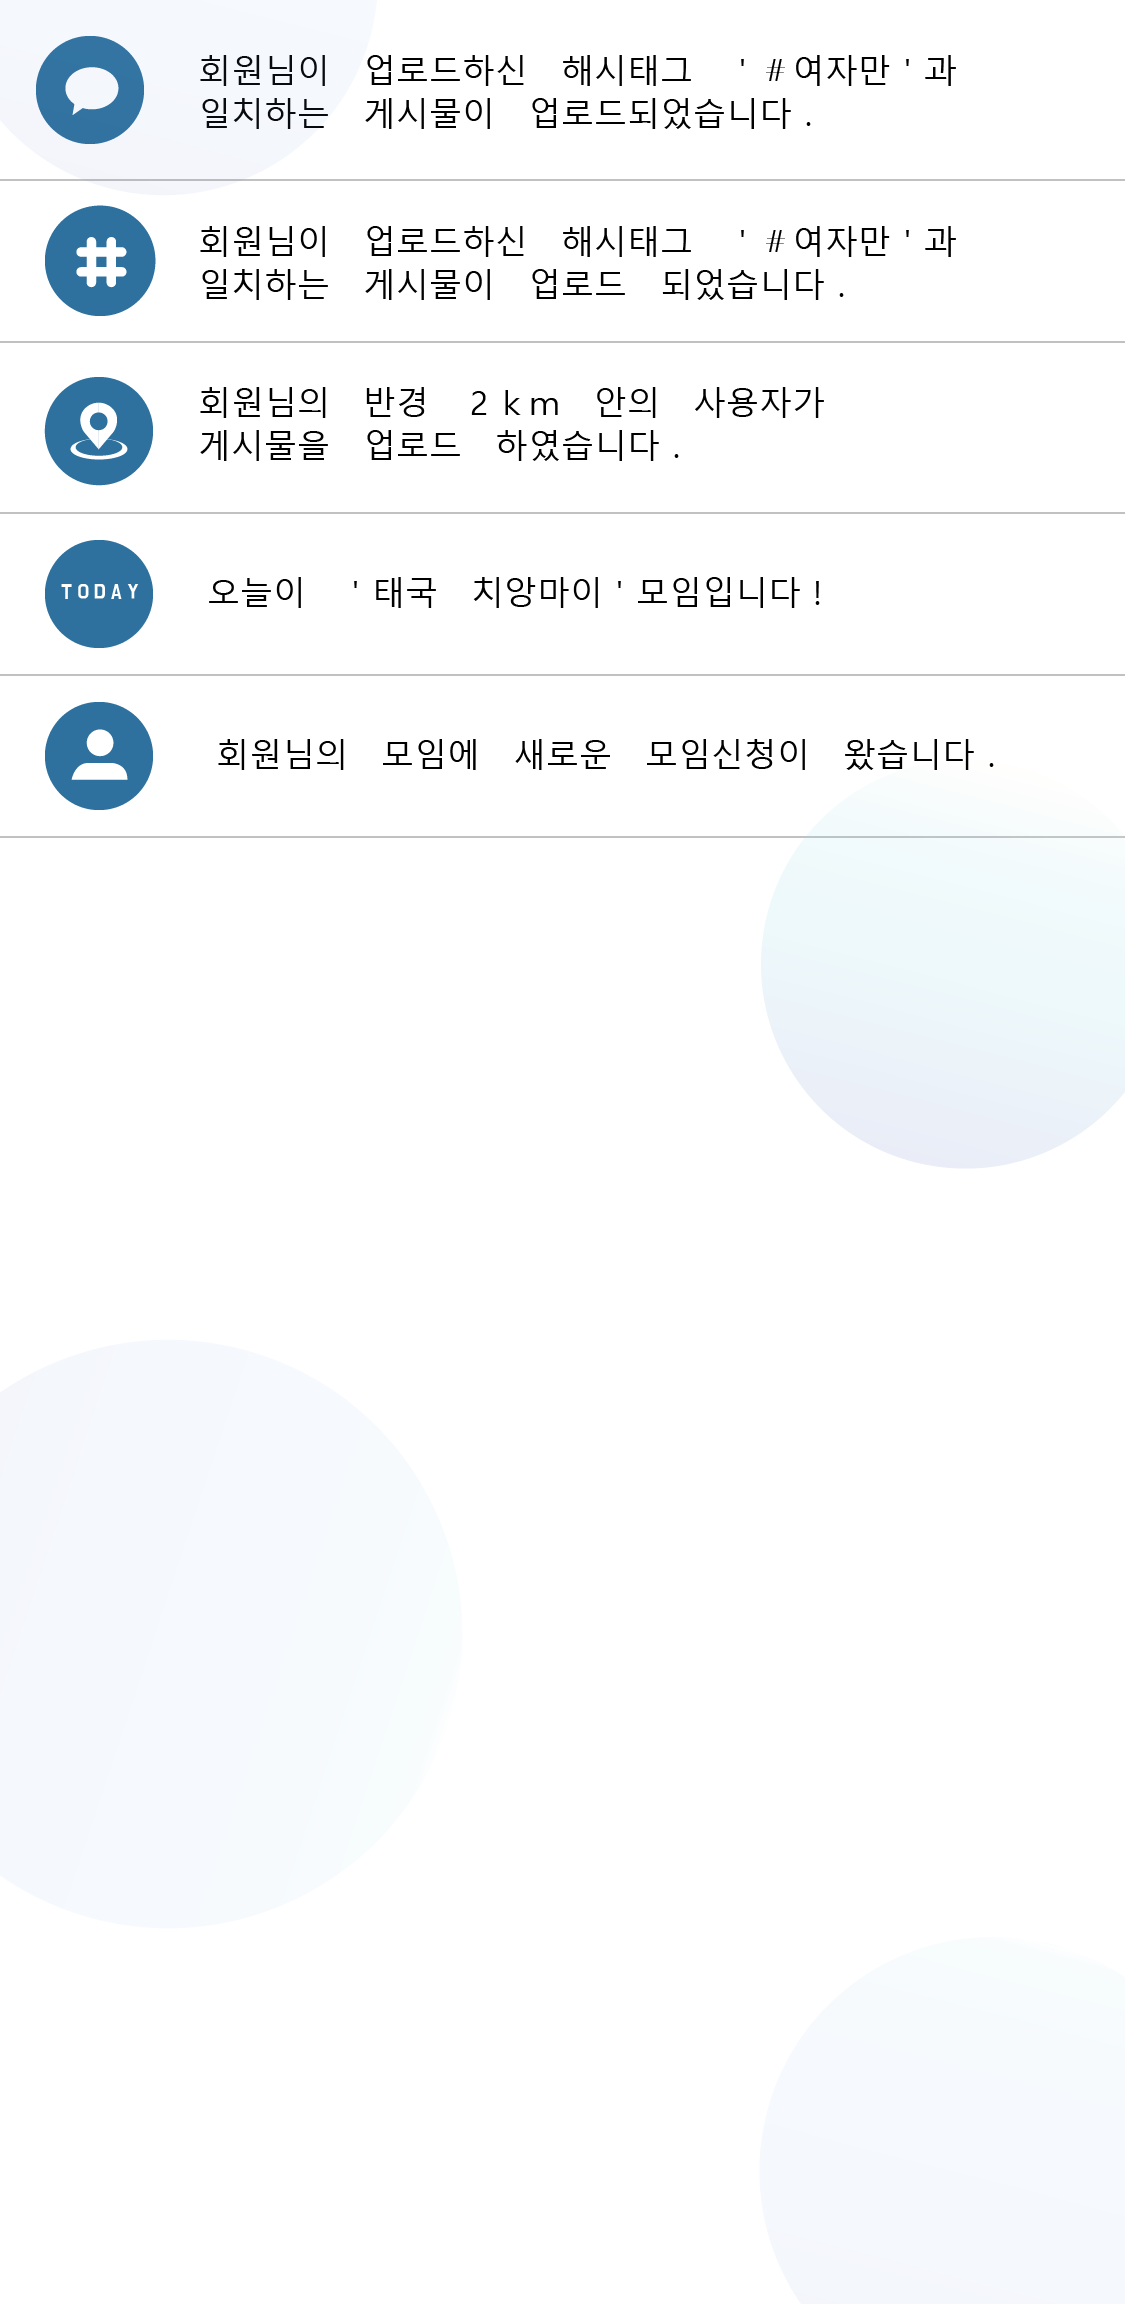 회원님이 업로드하신 해시태그 '#여자만'과
일치하는 게시물이 업로드되었습니다.
회원님이 업로드하신 해시태그 '#여자만'과
일치하는 게시물이 업로드 되었습니다.
회원님의 반경 2km 안의 사용자가
게시물을 업로드 하였습니다.
TODAY
오늘이 '태국 치앙마이'모임입니다!
회원님의 모임에 새로운 모임신청이 왔습니다.